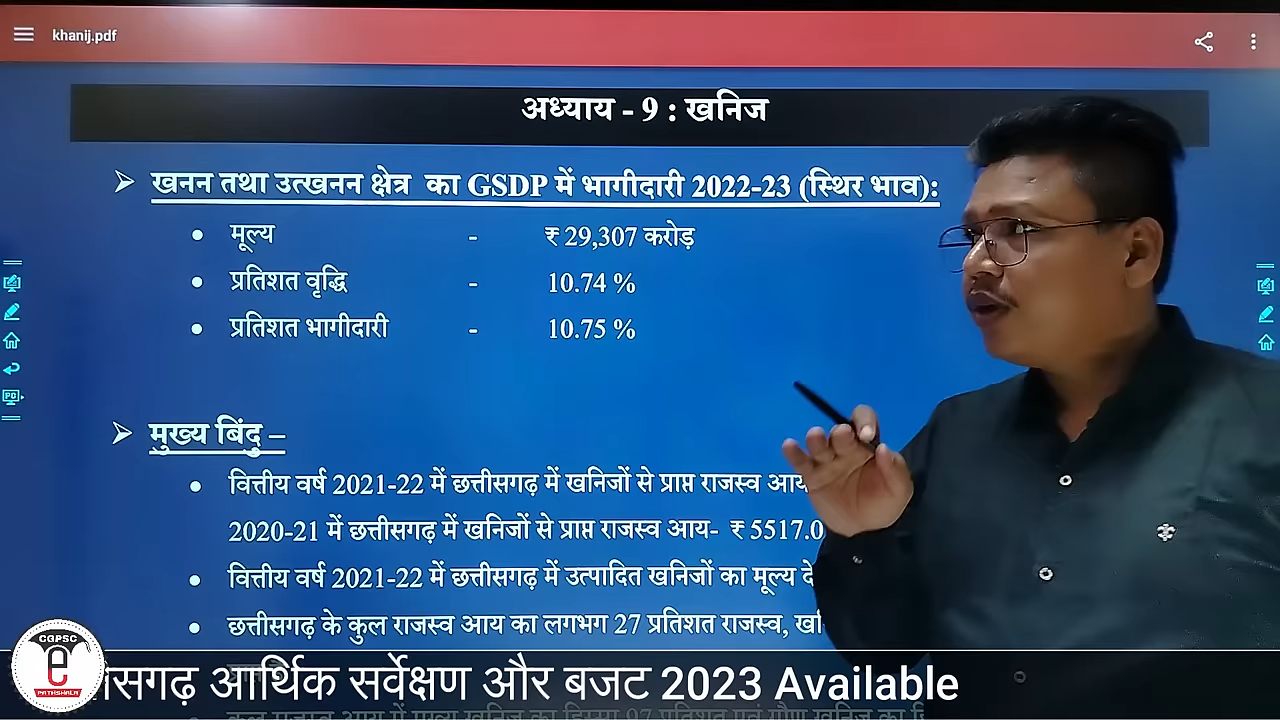 khanij.pdf
अध्याय - 9 : खनिज
➢ खनन तथा उत्खनन क्षेत्र का GSDP में भागीदारी 2022-23 (स्थिर भाव):
• मूल्य - ₹ 29,307 करोड़
• प्रतिशत वृद्धि - 10.74 %
• प्रतिशत भागीदारी - 10.75 %
➢ मुख्य बिंदु –
• वित्तीय वर्ष 2021-22 में छत्तीसगढ़ में खनिजों से प्राप्त राजस्व आय
2020-21 में छत्तीसगढ़ में खनिजों से प्राप्त राजस्व आय- ₹ 5517.0
• वित्तीय वर्ष 2021-22 में छत्तीसगढ़ में उत्पादित खनिजों का मूल्य दे
• छत्तीसगढ़ के कुल राजस्व आय का लगभग 27 प्रतिशत राजस्व, खनि
CGPSC
e
PATHSHALA
सगढ़ आर्थिक सर्वेक्षण और बजट 2023 Available